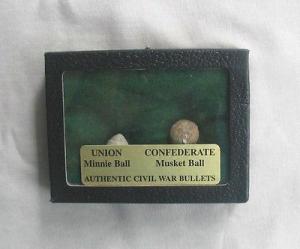 UNION CONFEDERATE
Minnie Ball Musket Ball
AUTHENTIC CIVIL WAR BULLETS